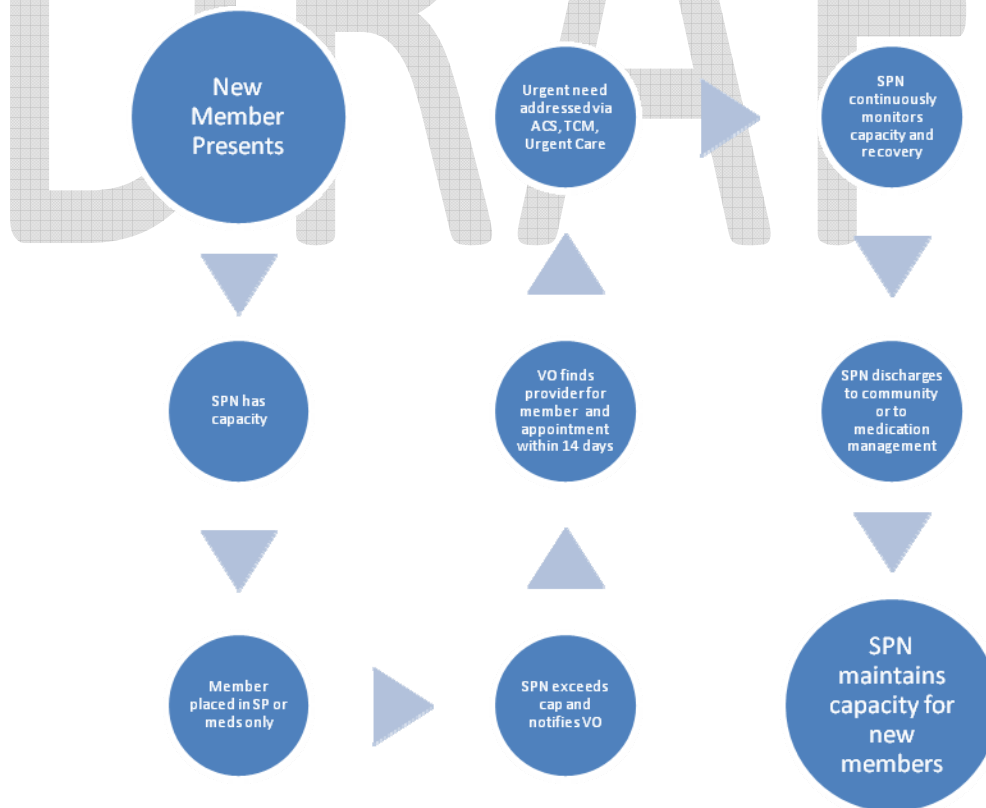 DRAF
New
Member
Presents
SPN has
capacity
Member
placed in SP or
meds only
SPN exceeds
cap and
notifies VO
VO finds
provider for
member and
appointment
within 14 days
Urgent need
addressed via
ACS, TCM,
Urgent Care
SPN
continuously
monitors
capacity and
recovery
SPN discharges
to community
or to
medication
management
SPN
maintains
capacity for
new
members